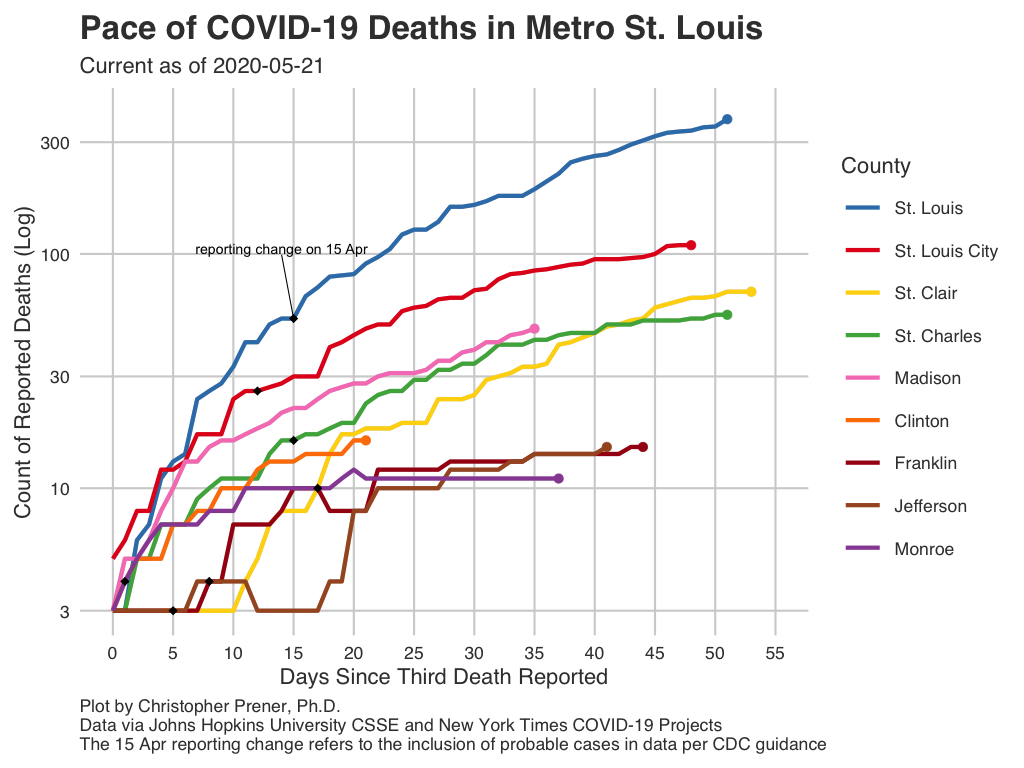 Pace of COVID-19 Deaths in Metro St. Louis
Current as of 2020-05-21
Count of Reported Deaths (Log)
300
100
30
10
3
reporting change on 15 Apr
0 5 10 15 20 25 30 35 40 45 50 55
Days Since Third Death Reported
County
St. Louis
St. Louis City
St. Clair
St. Charles
Madison
Clinton
Franklin
Jefferson
Monroe
Plot by Christopher Prener, Ph.D.
Data via Johns Hopkins University CSSE and New York Times COVID-19 Projects
The 15 Apr reporting change refers to the inclusion of probable cases in data per CDC guidance